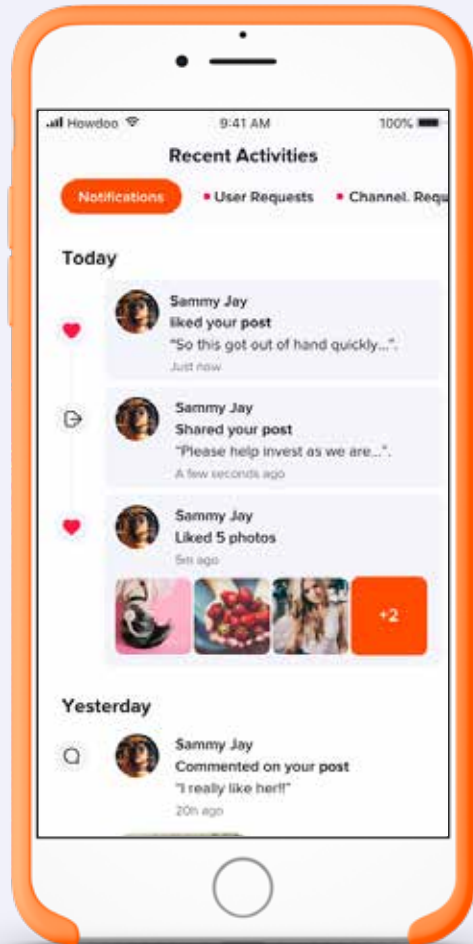 Howdoo 9:41 AM 100%
Recent Activities
Notifications User Requests Channel. Requ
Today
Sammy Jay
liked your post
"So this got out of hand quickly...".
Just now
Sammy Jay
Shared your post
"Please help invest as we are...".
A few seconds ago
Sammy Jay
Liked 5 photos
5m ago
+2
Yesterday
Sammy Jay
Commented on your post
"I really like her!!"
20h ago